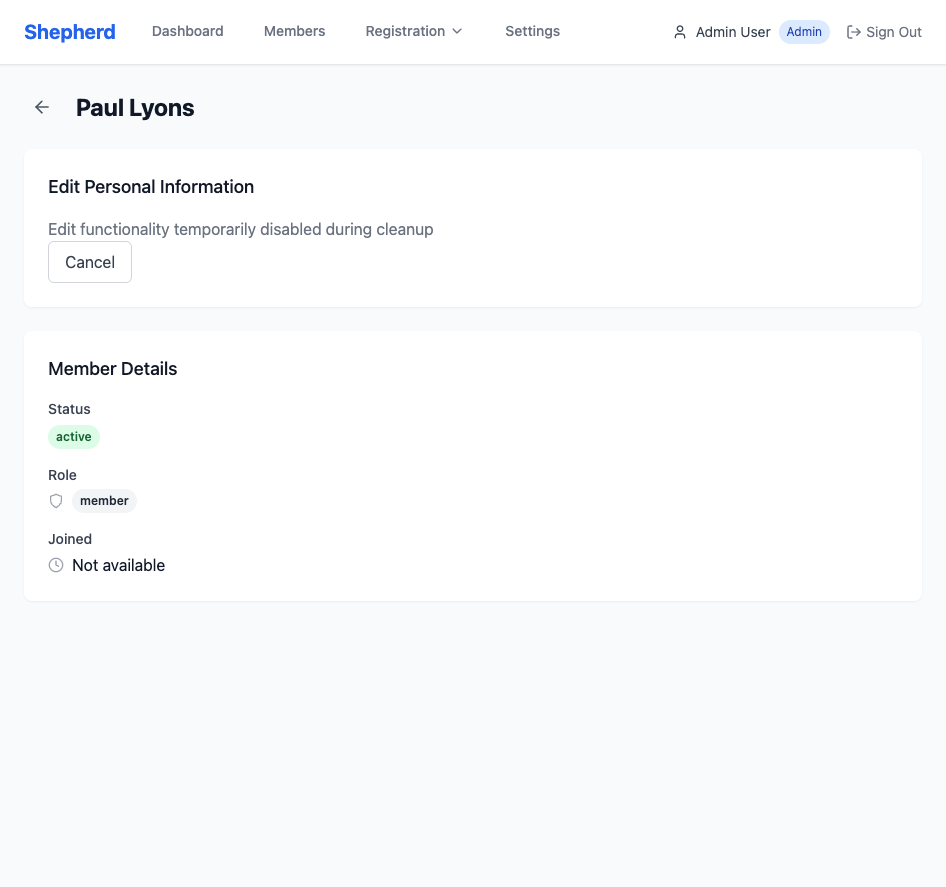 Shepherd Dashboard Members Registration Settings Admin User Admin Sign Out
Paul Lyons
Edit Personal Information
Edit functionality temporarily disabled during cleanup
Cancel
Member Details
Status
active
Role
member
Joined
Not available